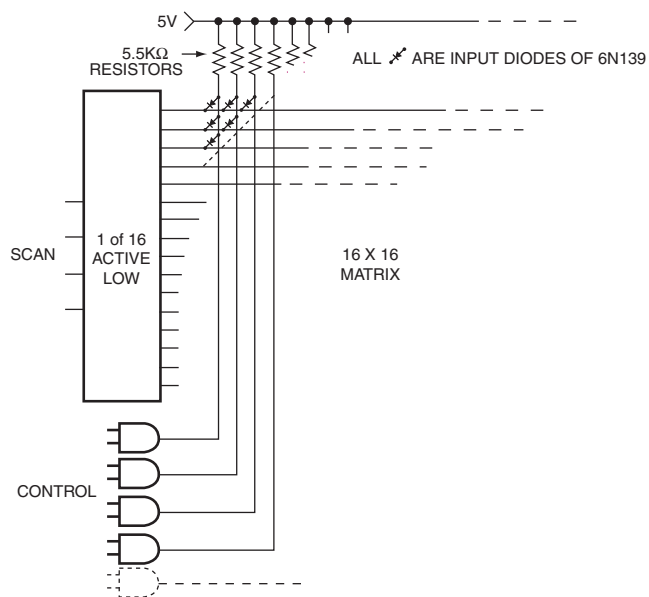 5V
5.5KΩ
RESISTORS
ALL ARE INPUT DIODES OF 6N139
1 of 16
ACTIVE
LOW
SCAN
16 X 16
MATRIX
CONTROL